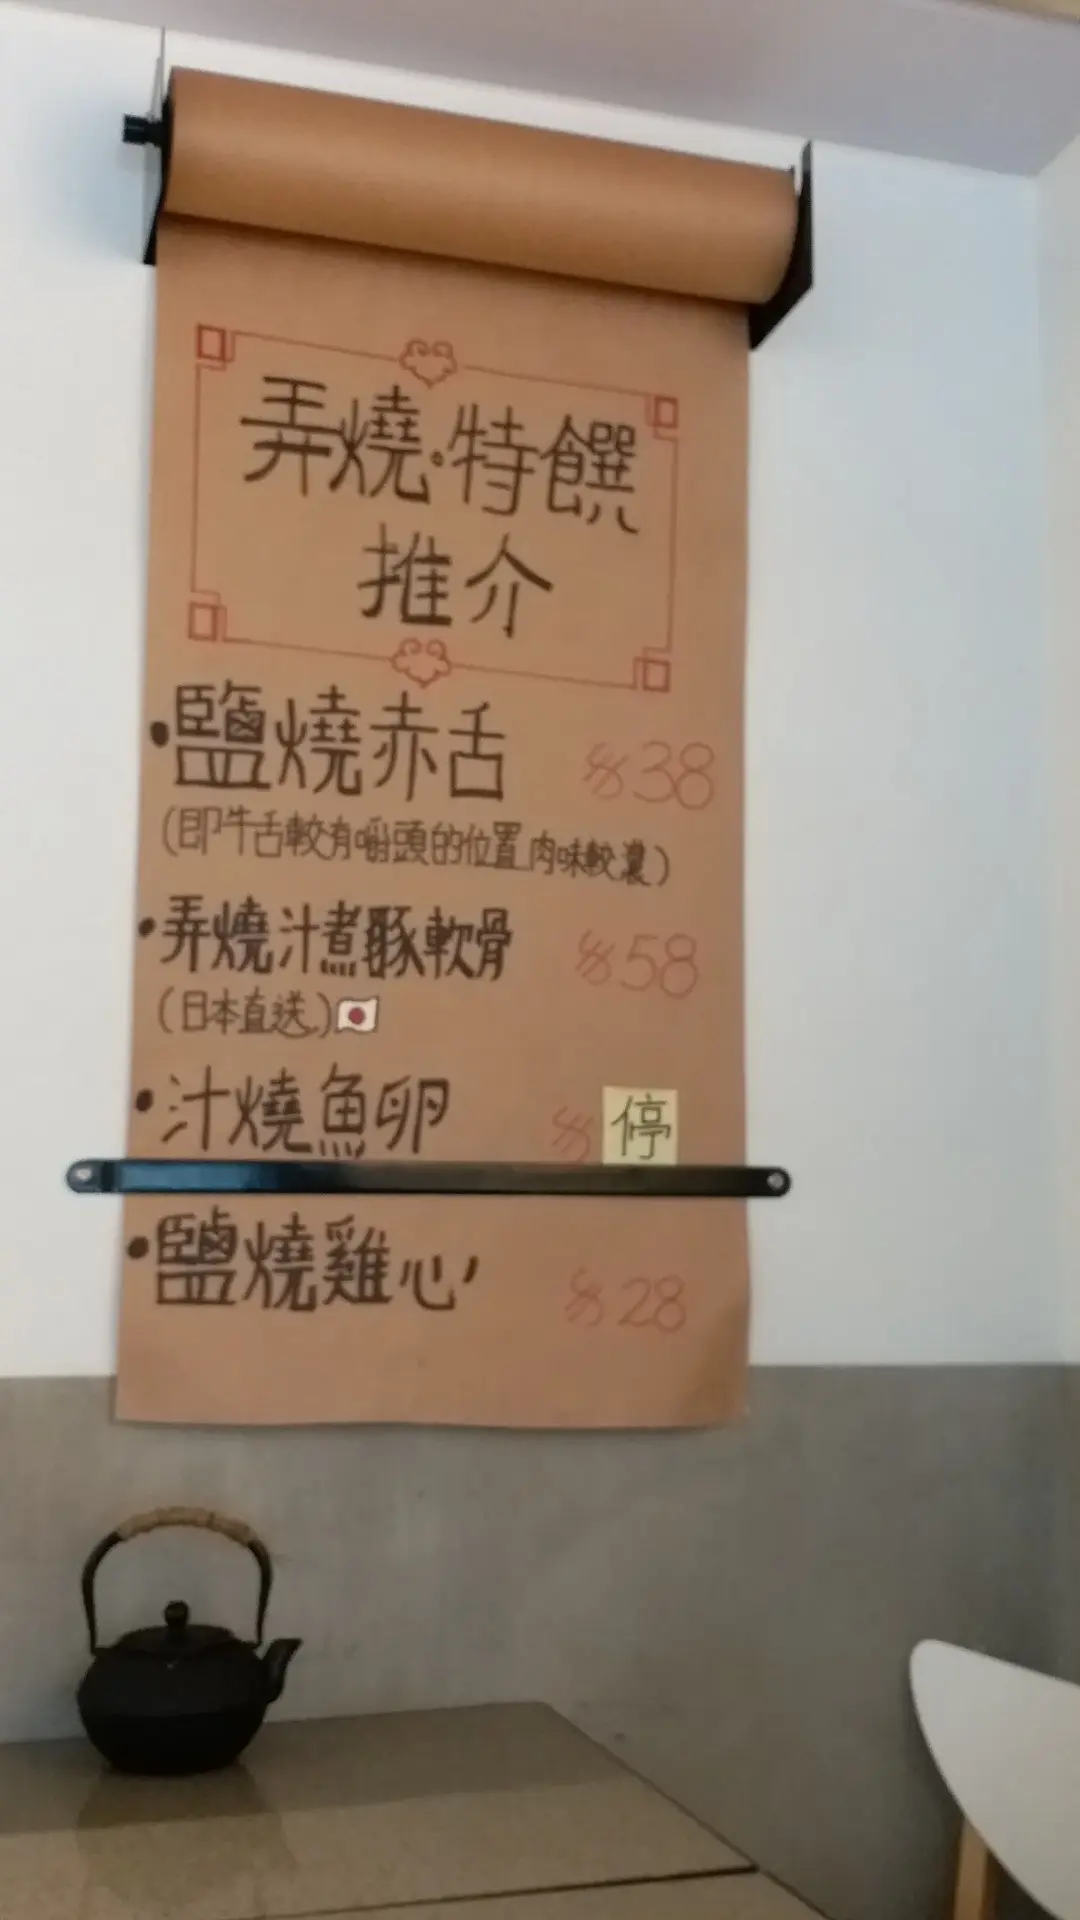 弄燒·特饌
推介
•鹽燒赤舌 $38
(即牛舌較有嚼頭的位置,肉味較濃)
•弄燒汁煮豚軟骨 $58
(日本直送)
•汁燒魚卵 $ 停
•鹽燒雞心 $28